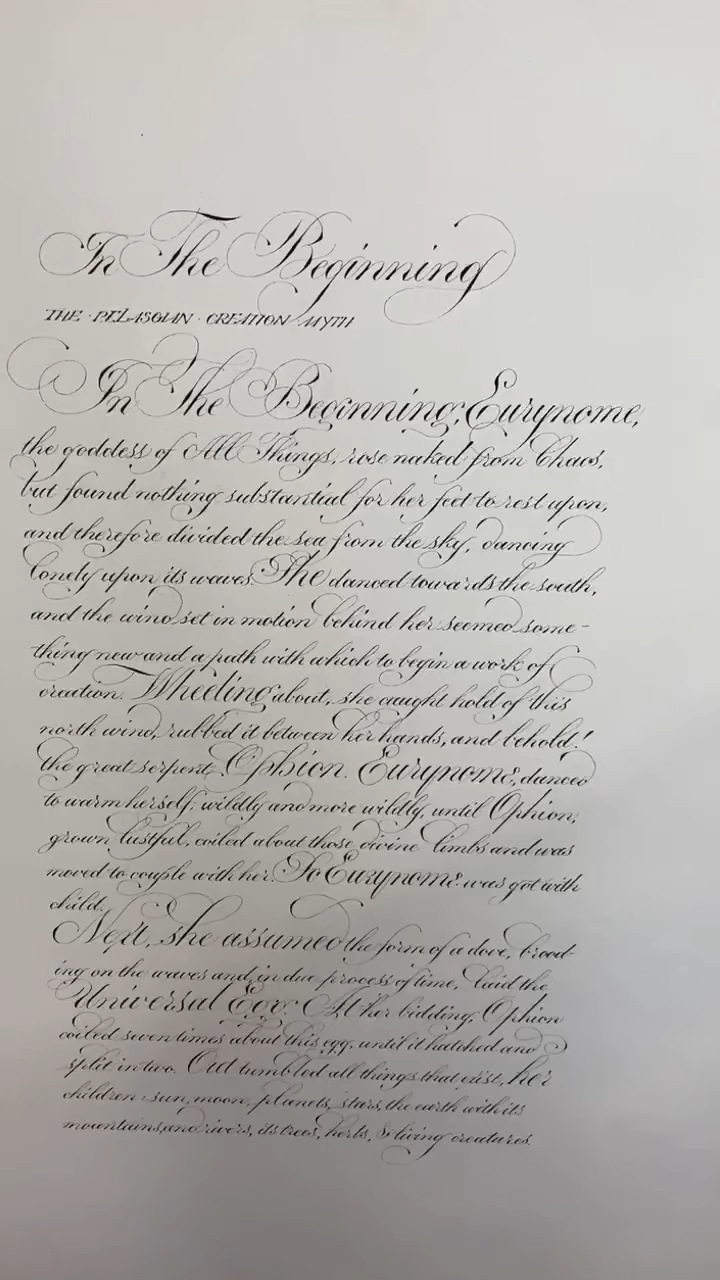 In The Beginning
THE · PELASGIAN · CREATION MYTH
In The Beginning, Eurynome,
the goddess of All Things, rose naked from Chaos,
but found nothing substantial for her feet to rest upon,
and therefore divided the sea from the sky, dancing
lonely upon its waves. She danced towards the south,
and the wind set in motion behind her seemed some-
thing new and a path with which to begin a work of
creation. Wheeling about, she caught hold of this
north wind, rubbed it between her hands, and behold!
the great serpent, Ophion. Eurynome, danced
to warm herself; wildly and more wildly, until Ophion,
grown lustful, coiled about those divine limbs and was
moved to couple with her. So Eurynome was got with
child.
Next, she assumed the form of a dove, brood-
ing on the waves and, in due process of time, laid the
Universal Egg. At her bidding, Ophion
coiled seven times about this egg, until it hatched and
split in two. Out tumbled all things that exist, her
children: sun, moon, planets, stars, the earth with its
mountains, and rivers, its trees, herbs, & living creatures.